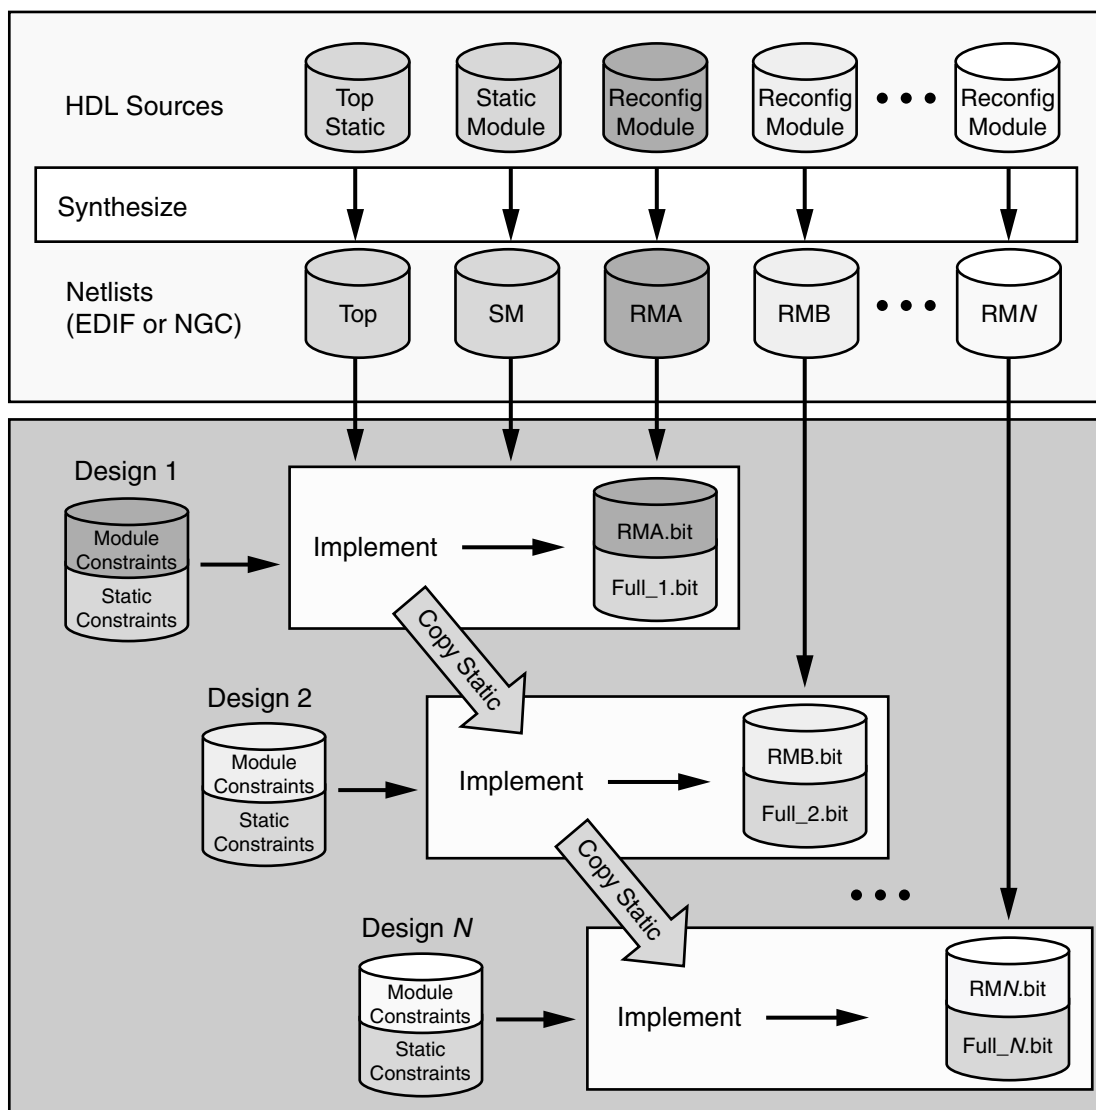 HDL Sources
Top
Static
Static
Module
Reconfig
Module
Reconfig
Module
Reconfig
Module
Synthesize
Netlists
(EDIF or NGC)
Top
SM
RMA
RMB
RMN
Design 1
Module
Constraints
Static
Constraints
Implement
RMA.bit
Full_1.bit
Copy Static
Design 2
Module
Constraints
Static
Constraints
Implement
RMB.bit
Full_2.bit
Copy Static
Design N
Module
Constraints
Static
Constraints
Implement
RMN.bit
Full_N.bit